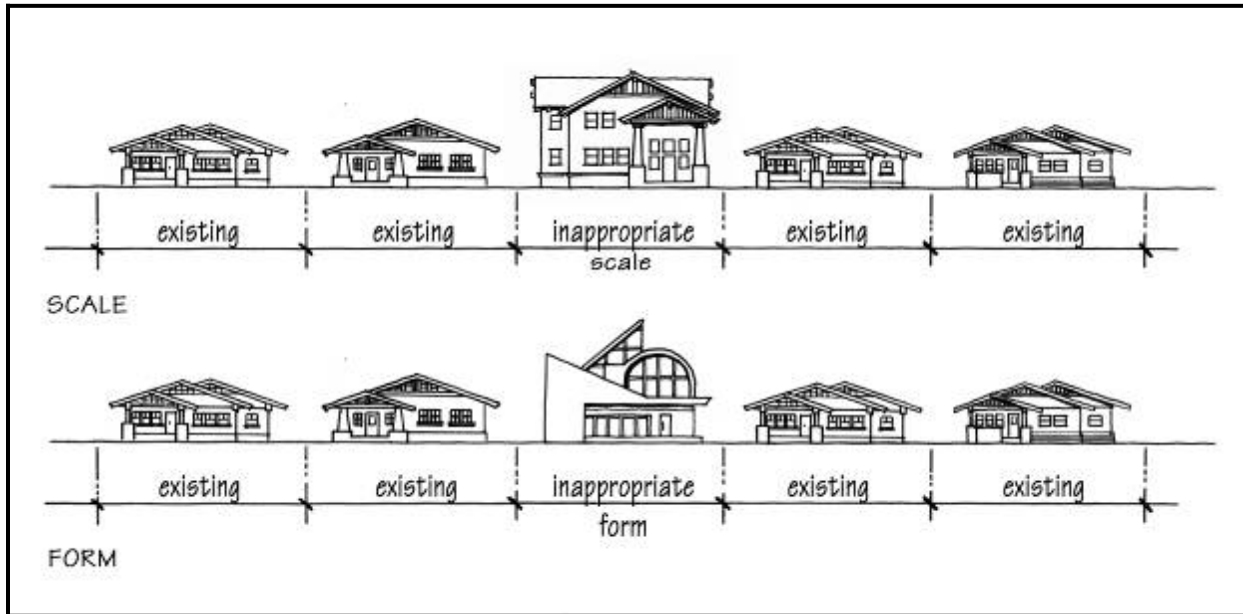 existing existing inappropriate existing existing
scale
SCALE
existing existing inappropriate existing existing
form
FORM